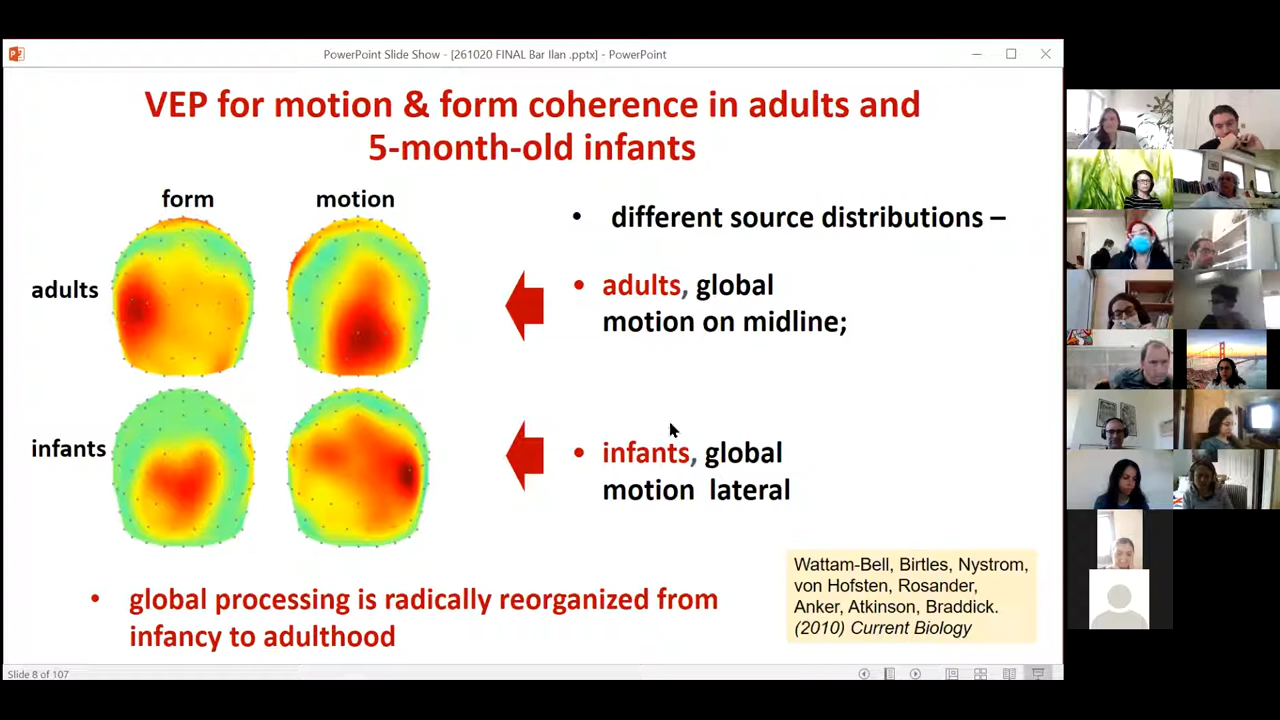 PowerPoint Slide Show - [261020 FINAL Bar Ilan .pptx] - PowerPoint
VEP for motion & form coherence in adults and
5-month-old infants
form
motion
adults
infants
• different source distributions –
• adults, global
motion on midline;
• infants, global
motion lateral
• global processing is radically reorganized from
infancy to adulthood
Wattam-Bell, Birtles, Nystrom,
von Hofsten, Rosander,
Anker, Atkinson, Braddick.
(2010) Current Biology
Slide 8 of 107